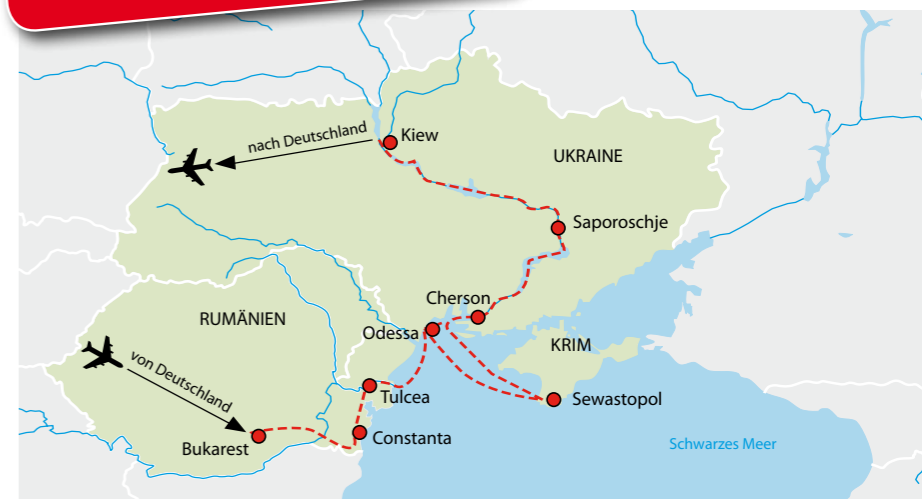 nach Deutschland
Kiew
UKRAINE
Saporoschje
Cherson
RUMÄNIEN
Odessa
KRIM
von Deutschland
Tulcea
Sewastopol
Constanta
Bukarest
Schwarzes Meer